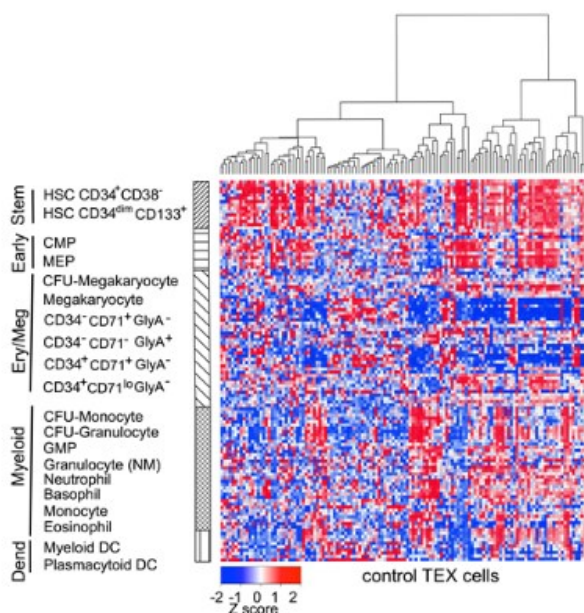 Stem
HSC CD34⁺CD38⁻
HSC CD34ᵈⁱᵐ CD133⁺
Early
CMP
MEP
Ery/Meg
CFU-Megakaryocyte
Megakaryocyte
CD34⁻CD71⁺GlyA⁻
CD34⁻CD71⁻ GlyA⁺
CD34⁺CD71⁺GlyA⁻
CD34⁺CD71ˡᵒGlyA⁻
Myeloid
CFU-Monocyte
CFU-Granulocyte
GMP
Granulocyte (NM)
Neutrophil
Basophil
Monocyte
Eosinophil
Dend
Myeloid DC
Plasmacytoid DC
-2 -1 0 1 2
Z score
control TEX cells